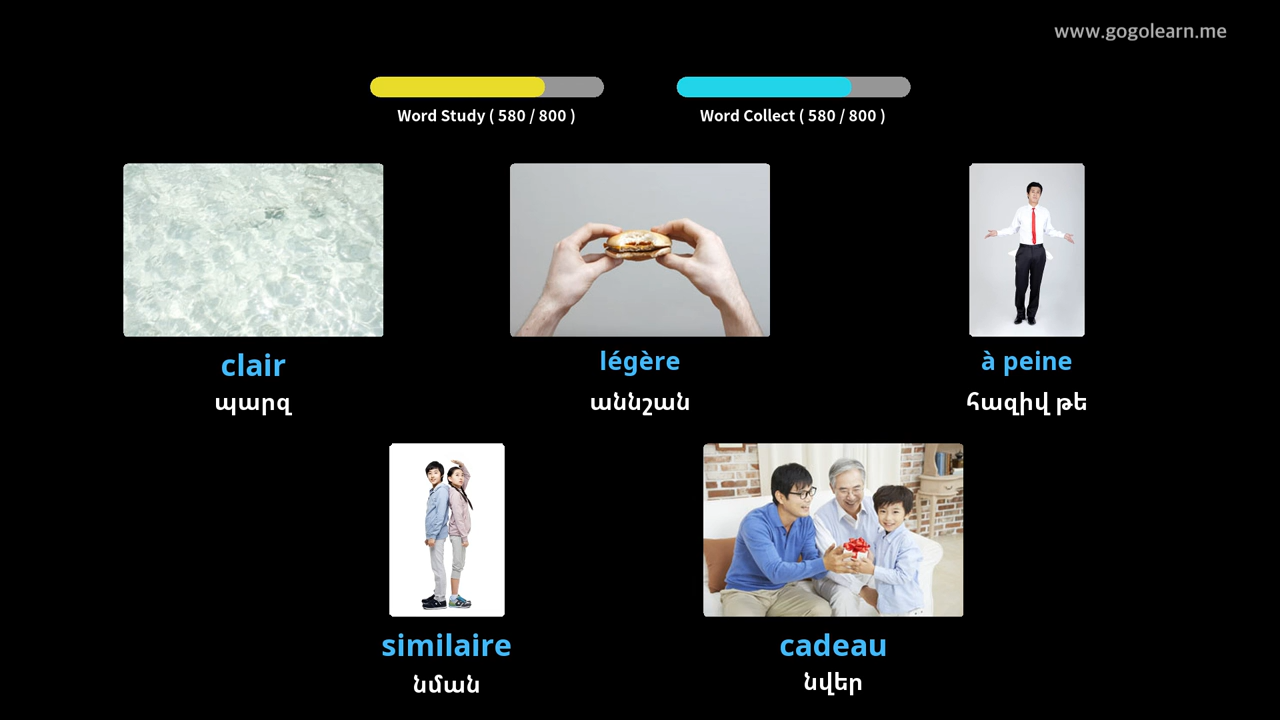 www.gogolearn.me
Word Study ( 580 / 800 )
Word Collect ( 580 / 800 )
clair
պարզ
légère
աննշան
à peine
հազիվ թե
similaire
նման
cadeau
նվեր